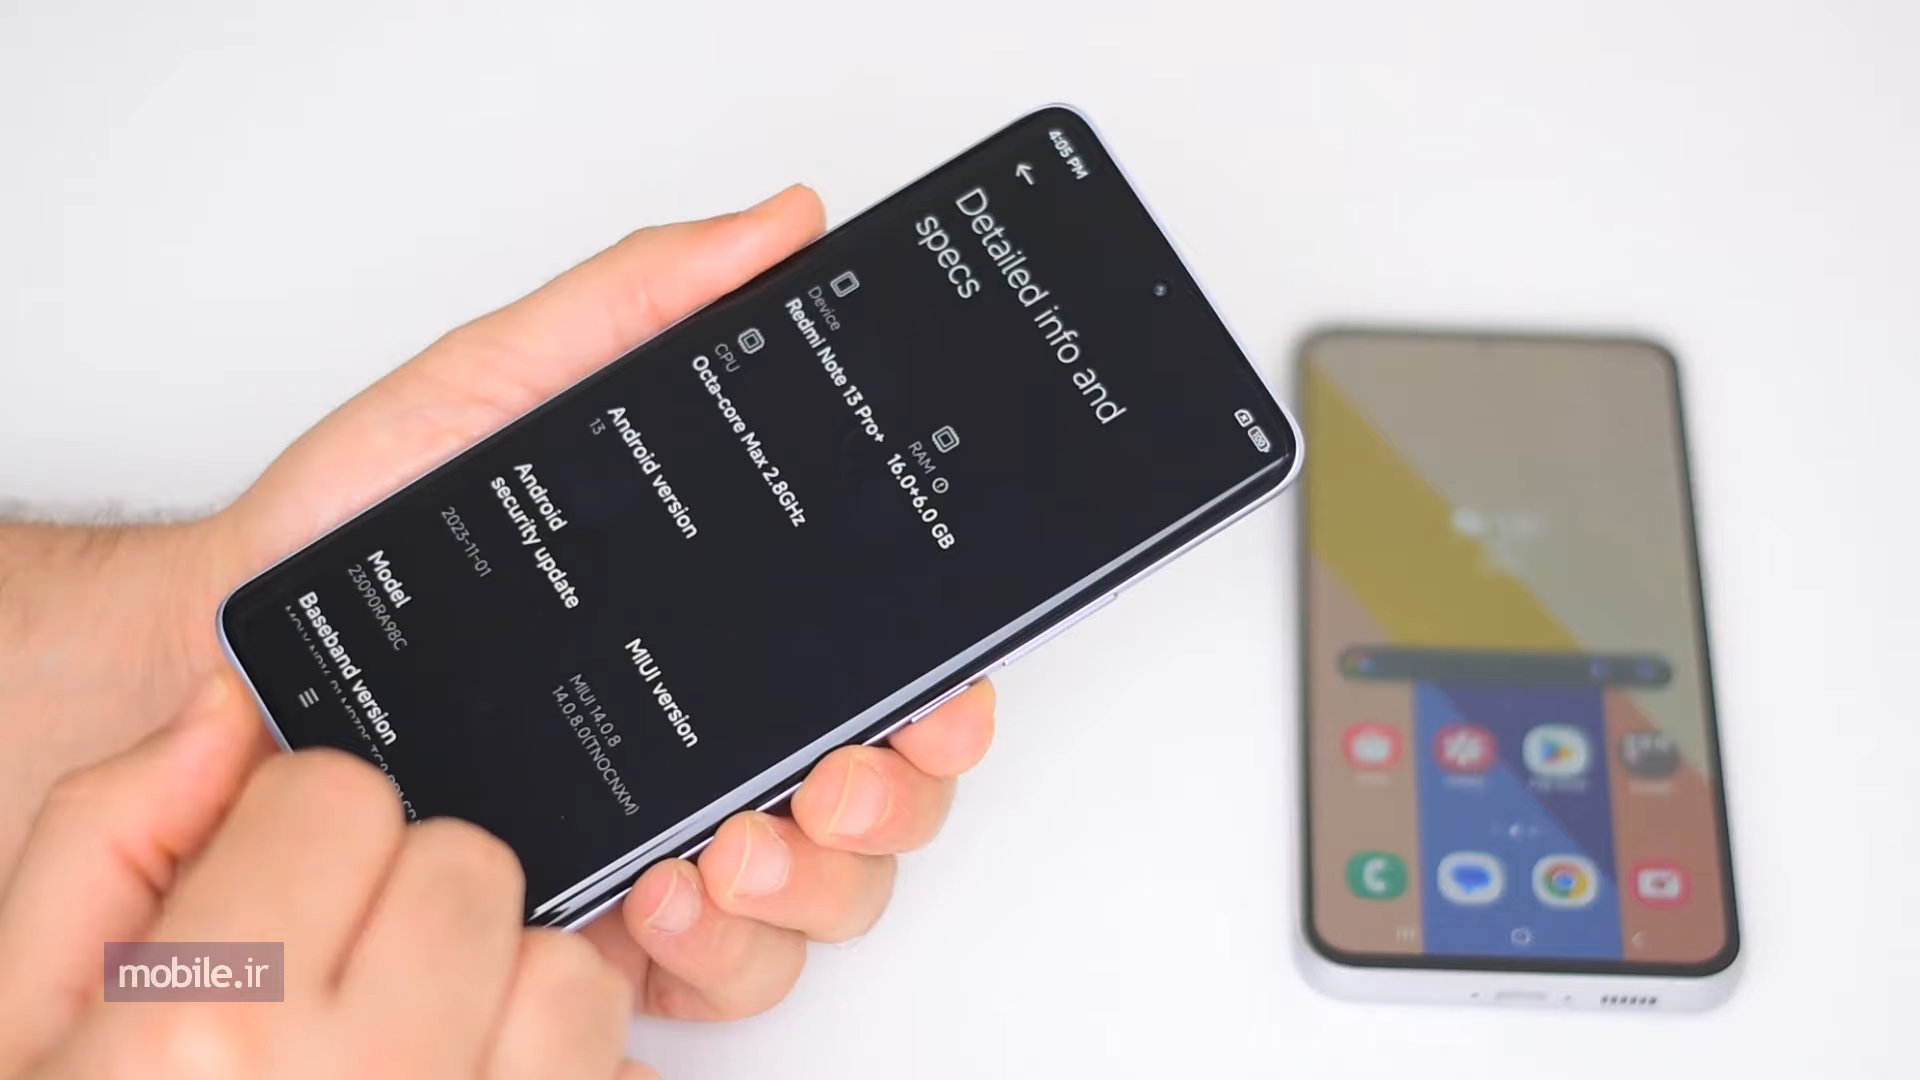 4:05 PM
100
Detailed info and
specs
Device
Redmi Note 13 Pro+
RAM
16.0+6.0 GB
CPU
Octa-core Max 2.8GHz
Android version
13
Android
security update
2023-11-01
MIUI version
MIUI 14.0.8
14.0.8.0(TNOCNXM)
Model
23090RA98C
Baseband version
mobile.ir